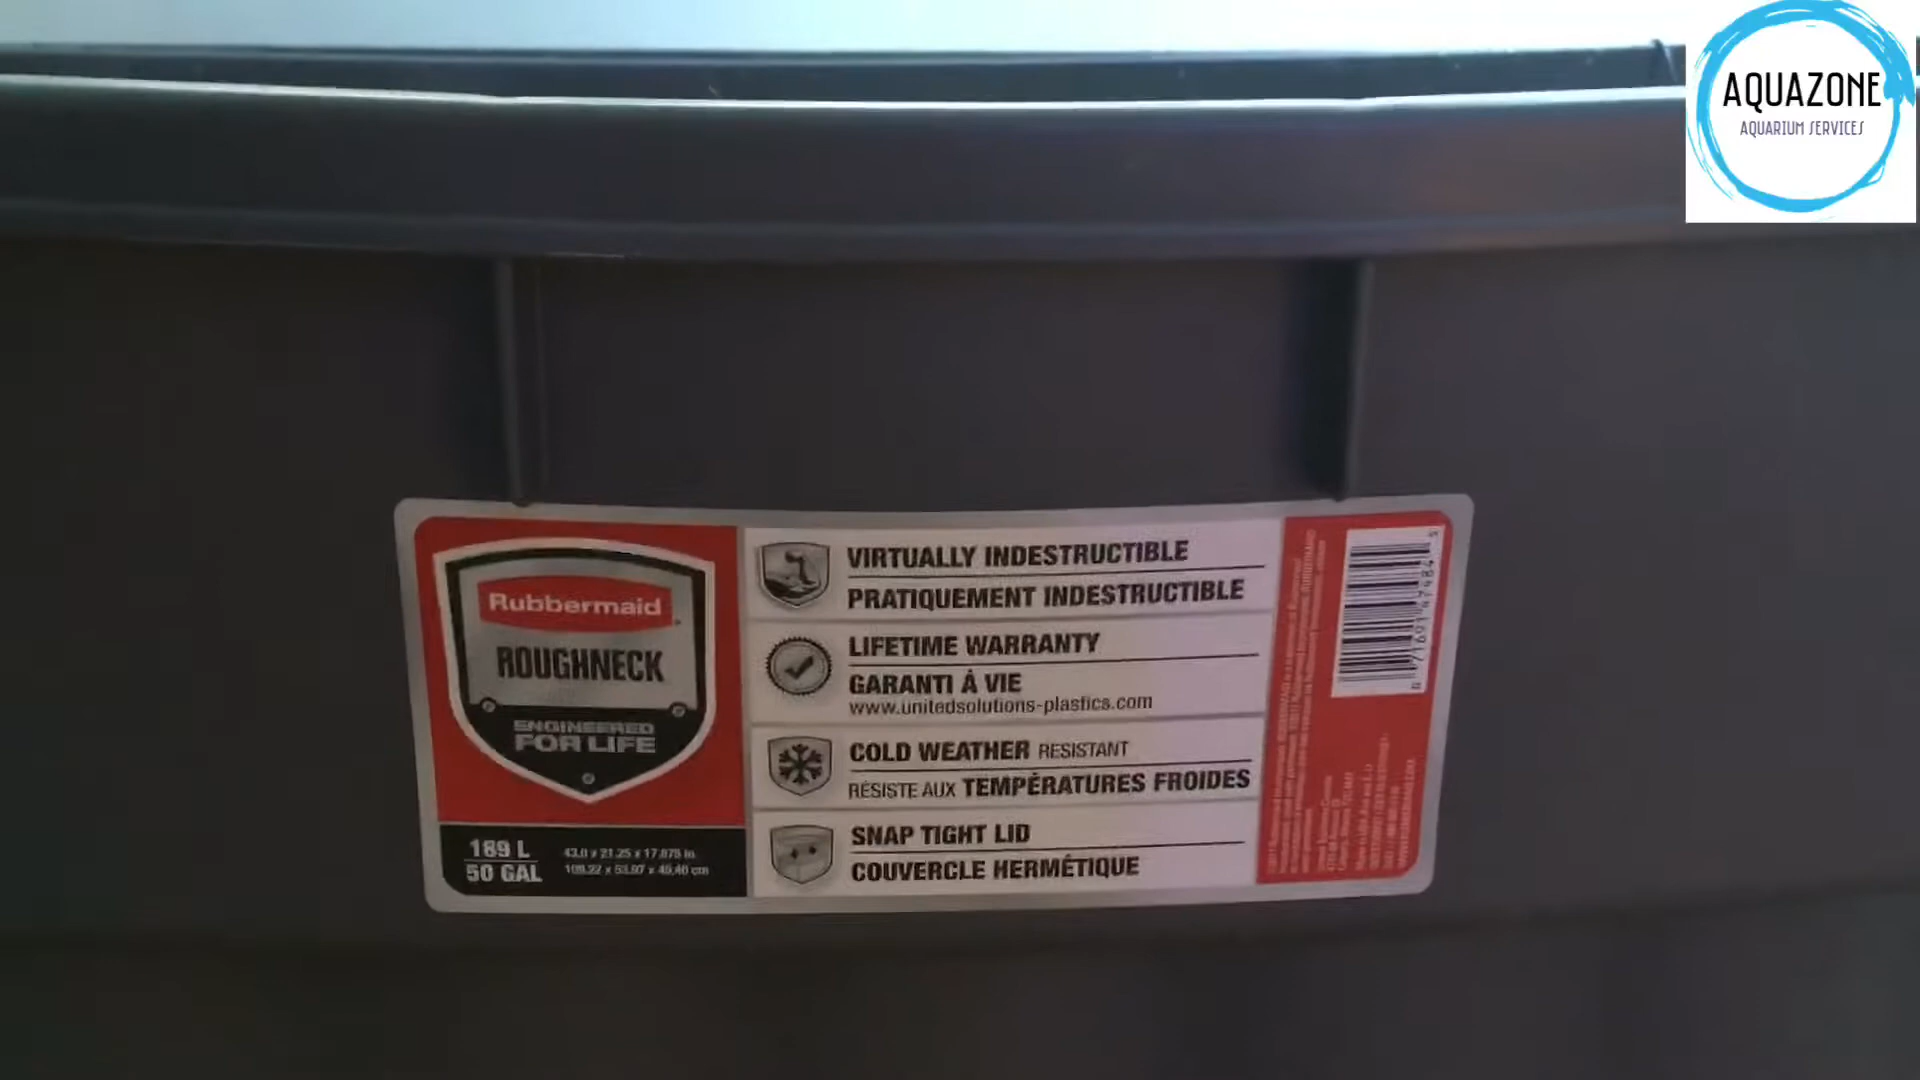 AQUAZONE
AQUARIUM SERVICES
Rubbermaid
ROUGHNECK
ENGINEERED
FOR LIFE
189 L
50 GAL
43.0 x 21.25 x 17.875 in
109.22 x 53.97 x 45.40 cm
VIRTUALLY INDESTRUCTIBLE
PRATIQUEMENT INDESTRUCTIBLE
LIFETIME WARRANTY
GARANTI À VIE
www.unitedsolutions-plastics.com
COLD WEATHER RESISTANT
RÉSISTE AUX TEMPÉRATURES FROIDES
SNAP TIGHT LID
COUVERCLE HERMÉTIQUE